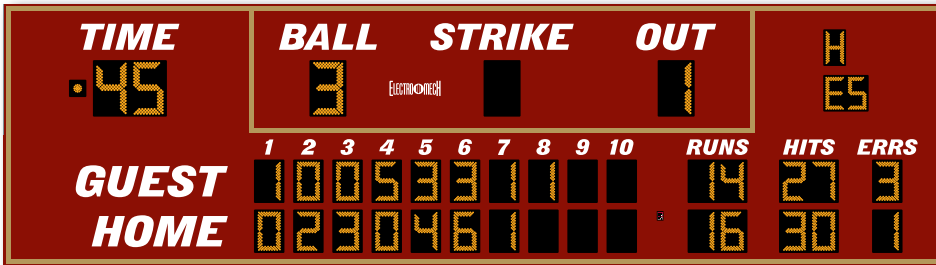 TIME BALL STRIKE OUT H
:45 3 ELECTRO-MECH 1 ES
1 2 3 4 5 6 7 8 9 10 RUNS HITS ERRS
GUEST 1 0 0 5 3 3 1 1 14 27 3
HOME 0 2 3 0 4 6 1 16 30 1